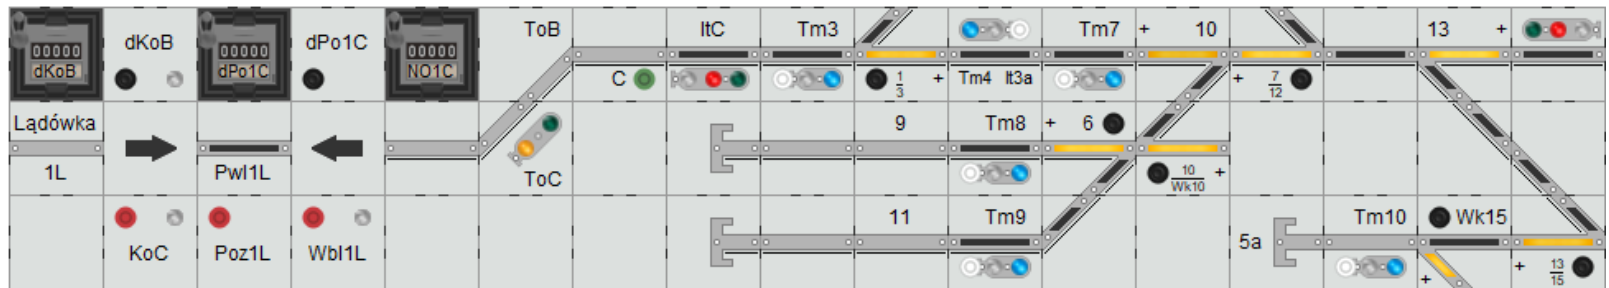 00000
dKoB
dKoB
00000
dPo1C
dPo1C
00000
NO1C
ToB
ItC
Tm3
Tm7
+ 10
13 +
C
1
3
+
Tm4 It3a
+
7
12
Lądówka
9
Tm8
+ 6
1L
Pwl1L
ToC
10
Wk10
+
11
Tm9
Tm10
Wk15
KoC
Poz1L
Wbl1L
5a
+
+
13
15